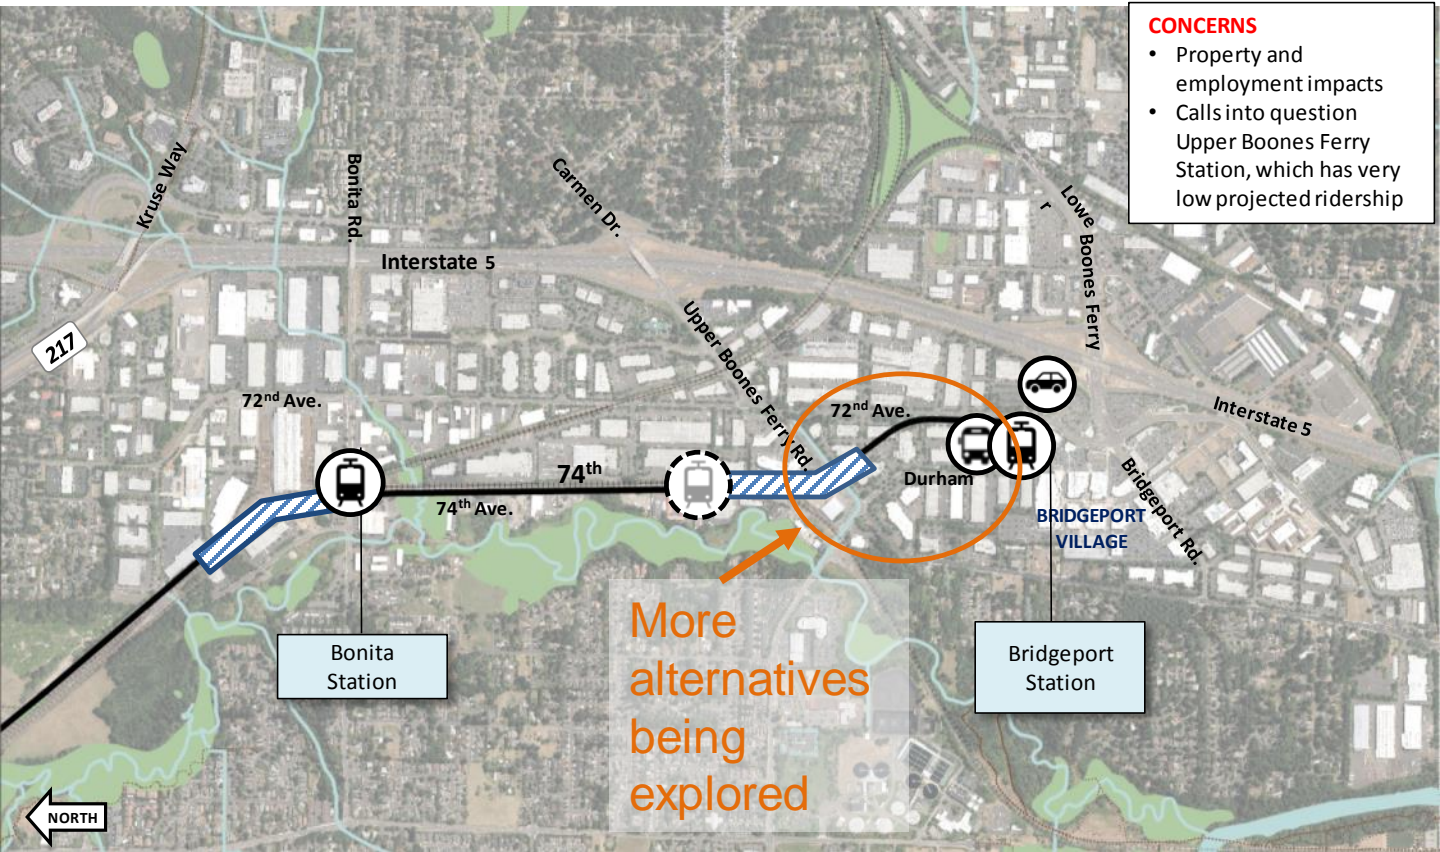 CONCERNS
• Property and
employment impacts
• Calls into question
Upper Boones Ferry
Station, which has very
low projected ridership
Kruse Way
Bonita Rd.
Carmen Dr.
Lowe
r
Boones Ferry
Interstate 5
217
Upper Boones Ferry Rd.
72nd Ave.
72nd Ave.
Interstate 5
74th
74th Ave.
Durham
BRIDGEPORT
VILLAGE
Bridgeport Rd.
More
alternatives
being
explored
Bonita
Station
Bridgeport
Station
NORTH